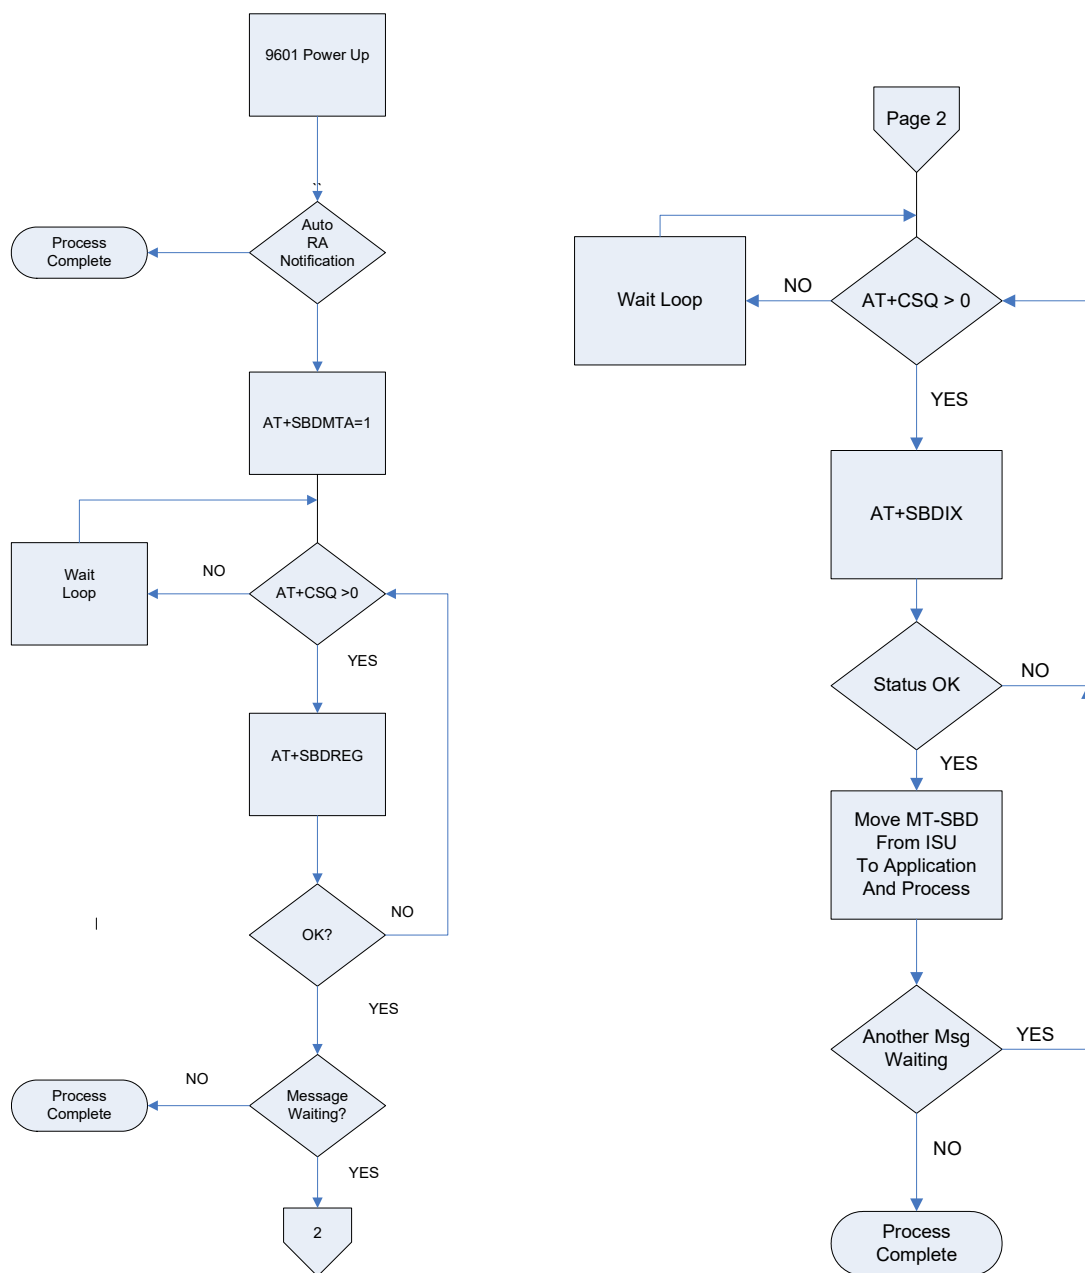 9601 Power Up
``
Auto
RA
Notification
Process
Complete
AT+SBDMTA=1
AT+CSQ >0
NO
Wait
Loop
YES
AT+SBDREG
OK?
NO
YES
Message
Waiting?
NO
Process
Complete
YES
2
Page 2
AT+CSQ > 0
NO
Wait Loop
YES
AT+SBDIX
Status OK
NO
YES
Move MT-SBD
From ISU
To Application
And Process
Another Msg
Waiting
YES
NO
Process
Complete